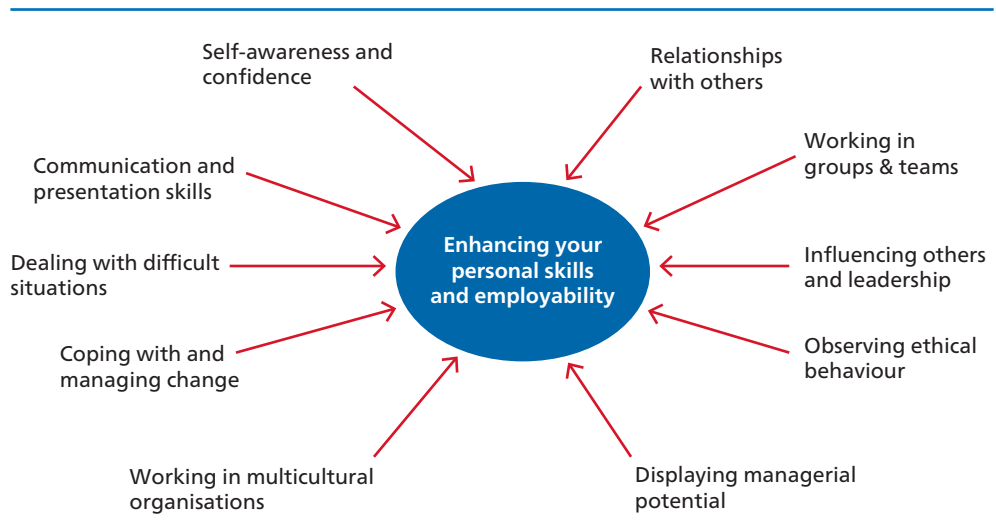 Self-awareness and
confidence
Relationships
with others
Communication and
presentation skills
Working in
groups & teams
Enhancing your
personal skills
and employability
Dealing with difficult
situations
Influencing others
and leadership
Coping with and
managing change
Observing ethical
behaviour
Working in multicultural
organisations
Displaying managerial
potential